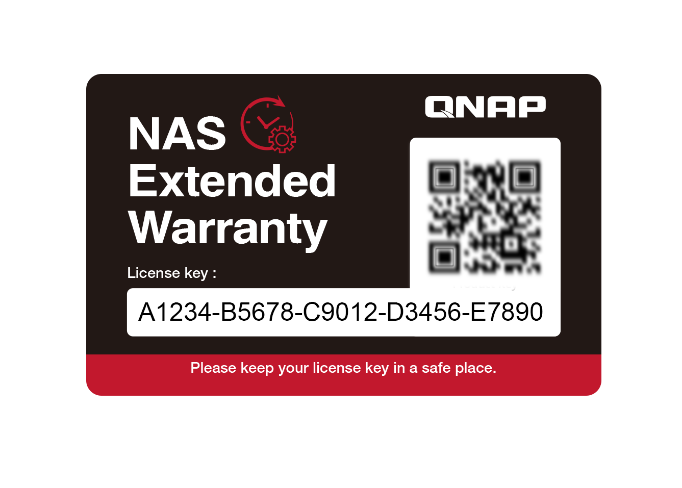 QNAP
NAS
Extended
Warranty
License key :
A1234-B5678-C9012-D3456-E7890
Please keep your license key in a safe place.